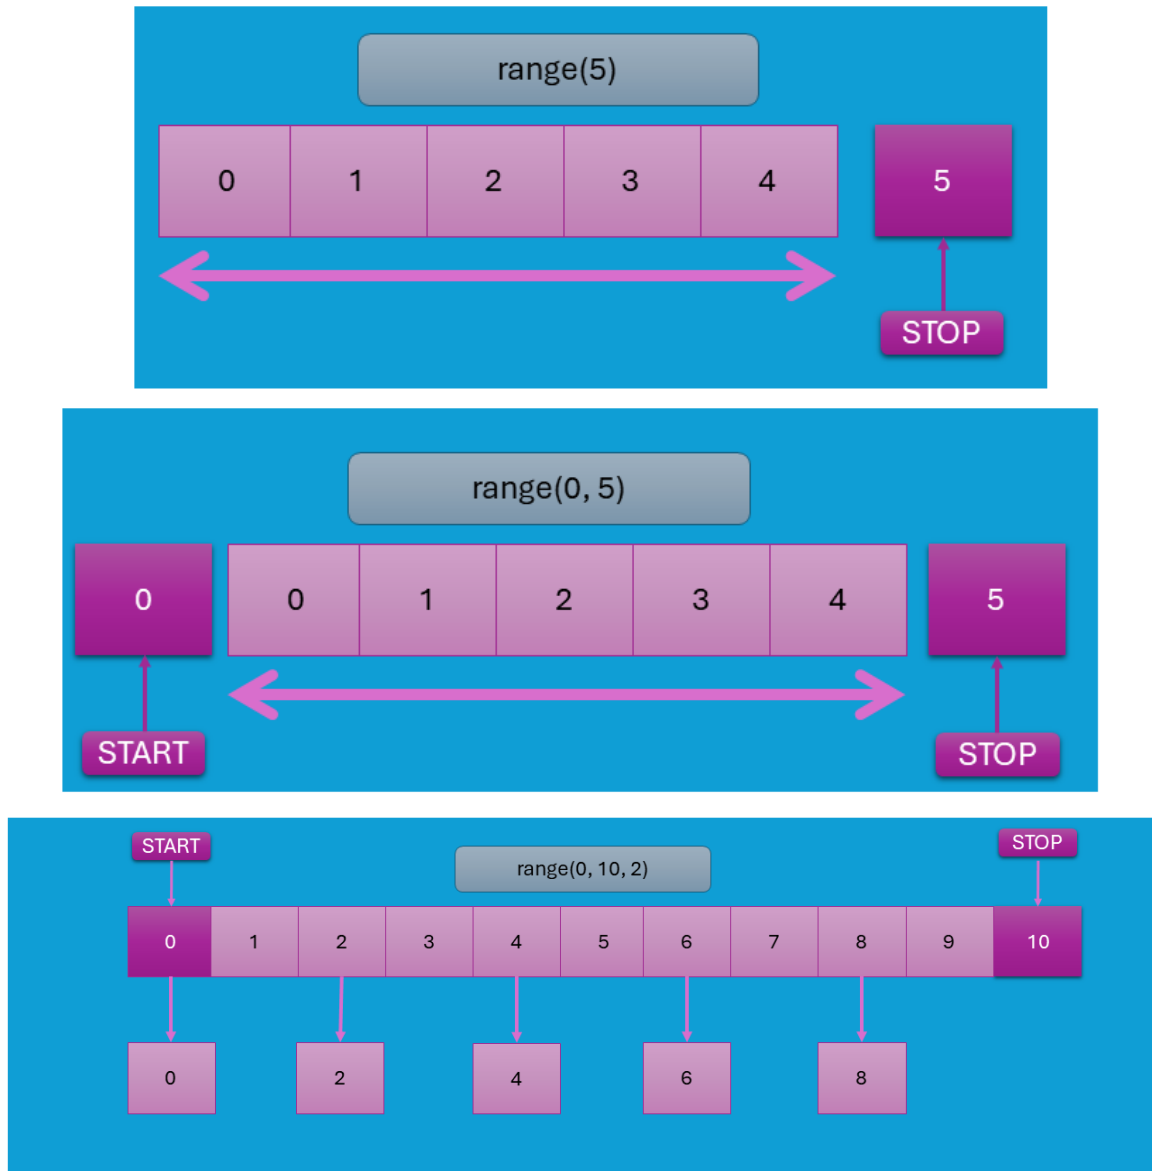 range(5)
0 1 2 3 4 5
STOP
range(0, 5)
0 0 1 2 3 4 5
START STOP
START STOP
range(0, 10, 2)
0 1 2 3 4 5 6 7 8 9 10
0 2 4 6 8